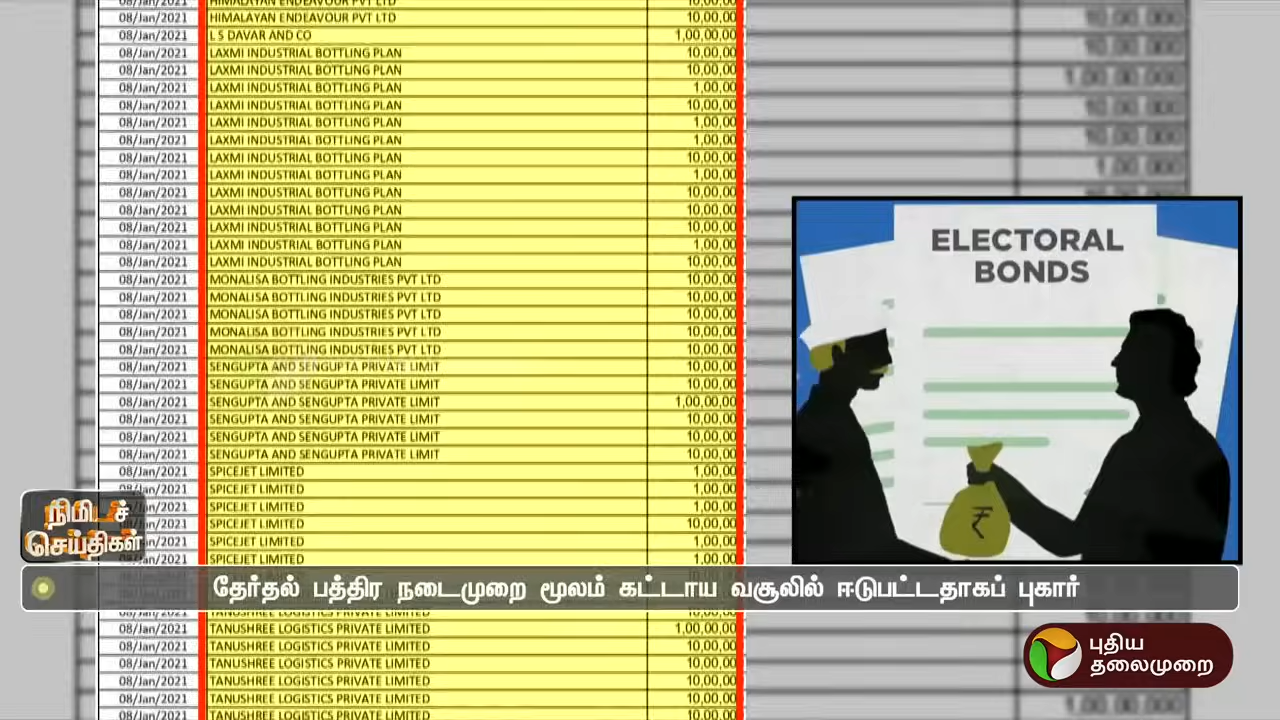 08/Jan/2021 HIMALAYAN ENDEAVOUR PVT LTD 10,00,00
08/Jan/2021 HIMALAYAN ENDEAVOUR PVT LTD 10,00,00
08/Jan/2021 L S DAVAR AND CO 1,00,00,00
08/Jan/2021 LAXMI INDUSTRIAL BOTTLING PLAN 10,00,00
08/Jan/2021 LAXMI INDUSTRIAL BOTTLING PLAN 10,00,00
08/Jan/2021 LAXMI INDUSTRIAL BOTTLING PLAN 1,00,00
08/Jan/2021 LAXMI INDUSTRIAL BOTTLING PLAN 10,00,00
08/Jan/2021 LAXMI INDUSTRIAL BOTTLING PLAN 1,00,00
08/Jan/2021 LAXMI INDUSTRIAL BOTTLING PLAN 1,00,00
08/Jan/2021 LAXMI INDUSTRIAL BOTTLING PLAN 10,00,00
08/Jan/2021 LAXMI INDUSTRIAL BOTTLING PLAN 1,00,00
08/Jan/2021 LAXMI INDUSTRIAL BOTTLING PLAN 10,00,00
08/Jan/2021 LAXMI INDUSTRIAL BOTTLING PLAN 10,00,00
08/Jan/2021 LAXMI INDUSTRIAL BOTTLING PLAN 10,00,00
08/Jan/2021 LAXMI INDUSTRIAL BOTTLING PLAN 1,00,00
08/Jan/2021 LAXMI INDUSTRIAL BOTTLING PLAN 10,00,00
08/Jan/2021 MONALISA BOTTLING INDUSTRIES PVT LTD 10,00,00
08/Jan/2021 MONALISA BOTTLING INDUSTRIES PVT LTD 10,00,00
08/Jan/2021 MONALISA BOTTLING INDUSTRIES PVT LTD 10,00,00
08/Jan/2021 MONALISA BOTTLING INDUSTRIES PVT LTD 10,00,00
08/Jan/2021 MONALISA BOTTLING INDUSTRIES PVT LTD 10,00,00
08/Jan/2021 SENGUPTA AND SENGUPTA PRIVATE LIMIT 10,00,00
08/Jan/2021 SENGUPTA AND SENGUPTA PRIVATE LIMIT 10,00,00
08/Jan/2021 SENGUPTA AND SENGUPTA PRIVATE LIMIT 1,00,00,00
08/Jan/2021 SENGUPTA AND SENGUPTA PRIVATE LIMIT 10,00,00
08/Jan/2021 SENGUPTA AND SENGUPTA PRIVATE LIMIT 10,00,00
08/Jan/2021 SENGUPTA AND SENGUPTA PRIVATE LIMIT 10,00,00
08/Jan/2021 SPICEJET LIMITED 1,00,00
08/Jan/2021 SPICEJET LIMITED 1,00,00
SPICEJET LIMITED 1,00,00
SPICEJET LIMITED 10,00,00
SPICEJET LIMITED 1,00,00
08/Jan/2021 SPICEJET LIMITED 1,00,00
ELECTORAL
BONDS
₹
நிமிடச்
செய்திகள்
தேர்தல் பத்திர நடைமுறை மூலம் கட்டாய வசூலில் ஈடுபட்டதாகப் புகார்
08/Jan/2021 TANUSHREE LOGISTICS PRIVATE LIMITED 10,00,00
08/Jan/2021 TANUSHREE LOGISTICS PRIVATE LIMITED 1,00,00,00
08/Jan/2021 TANUSHREE LOGISTICS PRIVATE LIMITED 10,00,00
08/Jan/2021 TANUSHREE LOGISTICS PRIVATE LIMITED 10,00,00
08/Jan/2021 TANUSHREE LOGISTICS PRIVATE LIMITED 10,00,00
08/Jan/2021 TANUSHREE LOGISTICS PRIVATE LIMITED 10,00,00
08/Jan/2021 TANUSHREE LOGISTICS PRIVATE LIMITED 10,00,00
புதிய
தலைமுறை